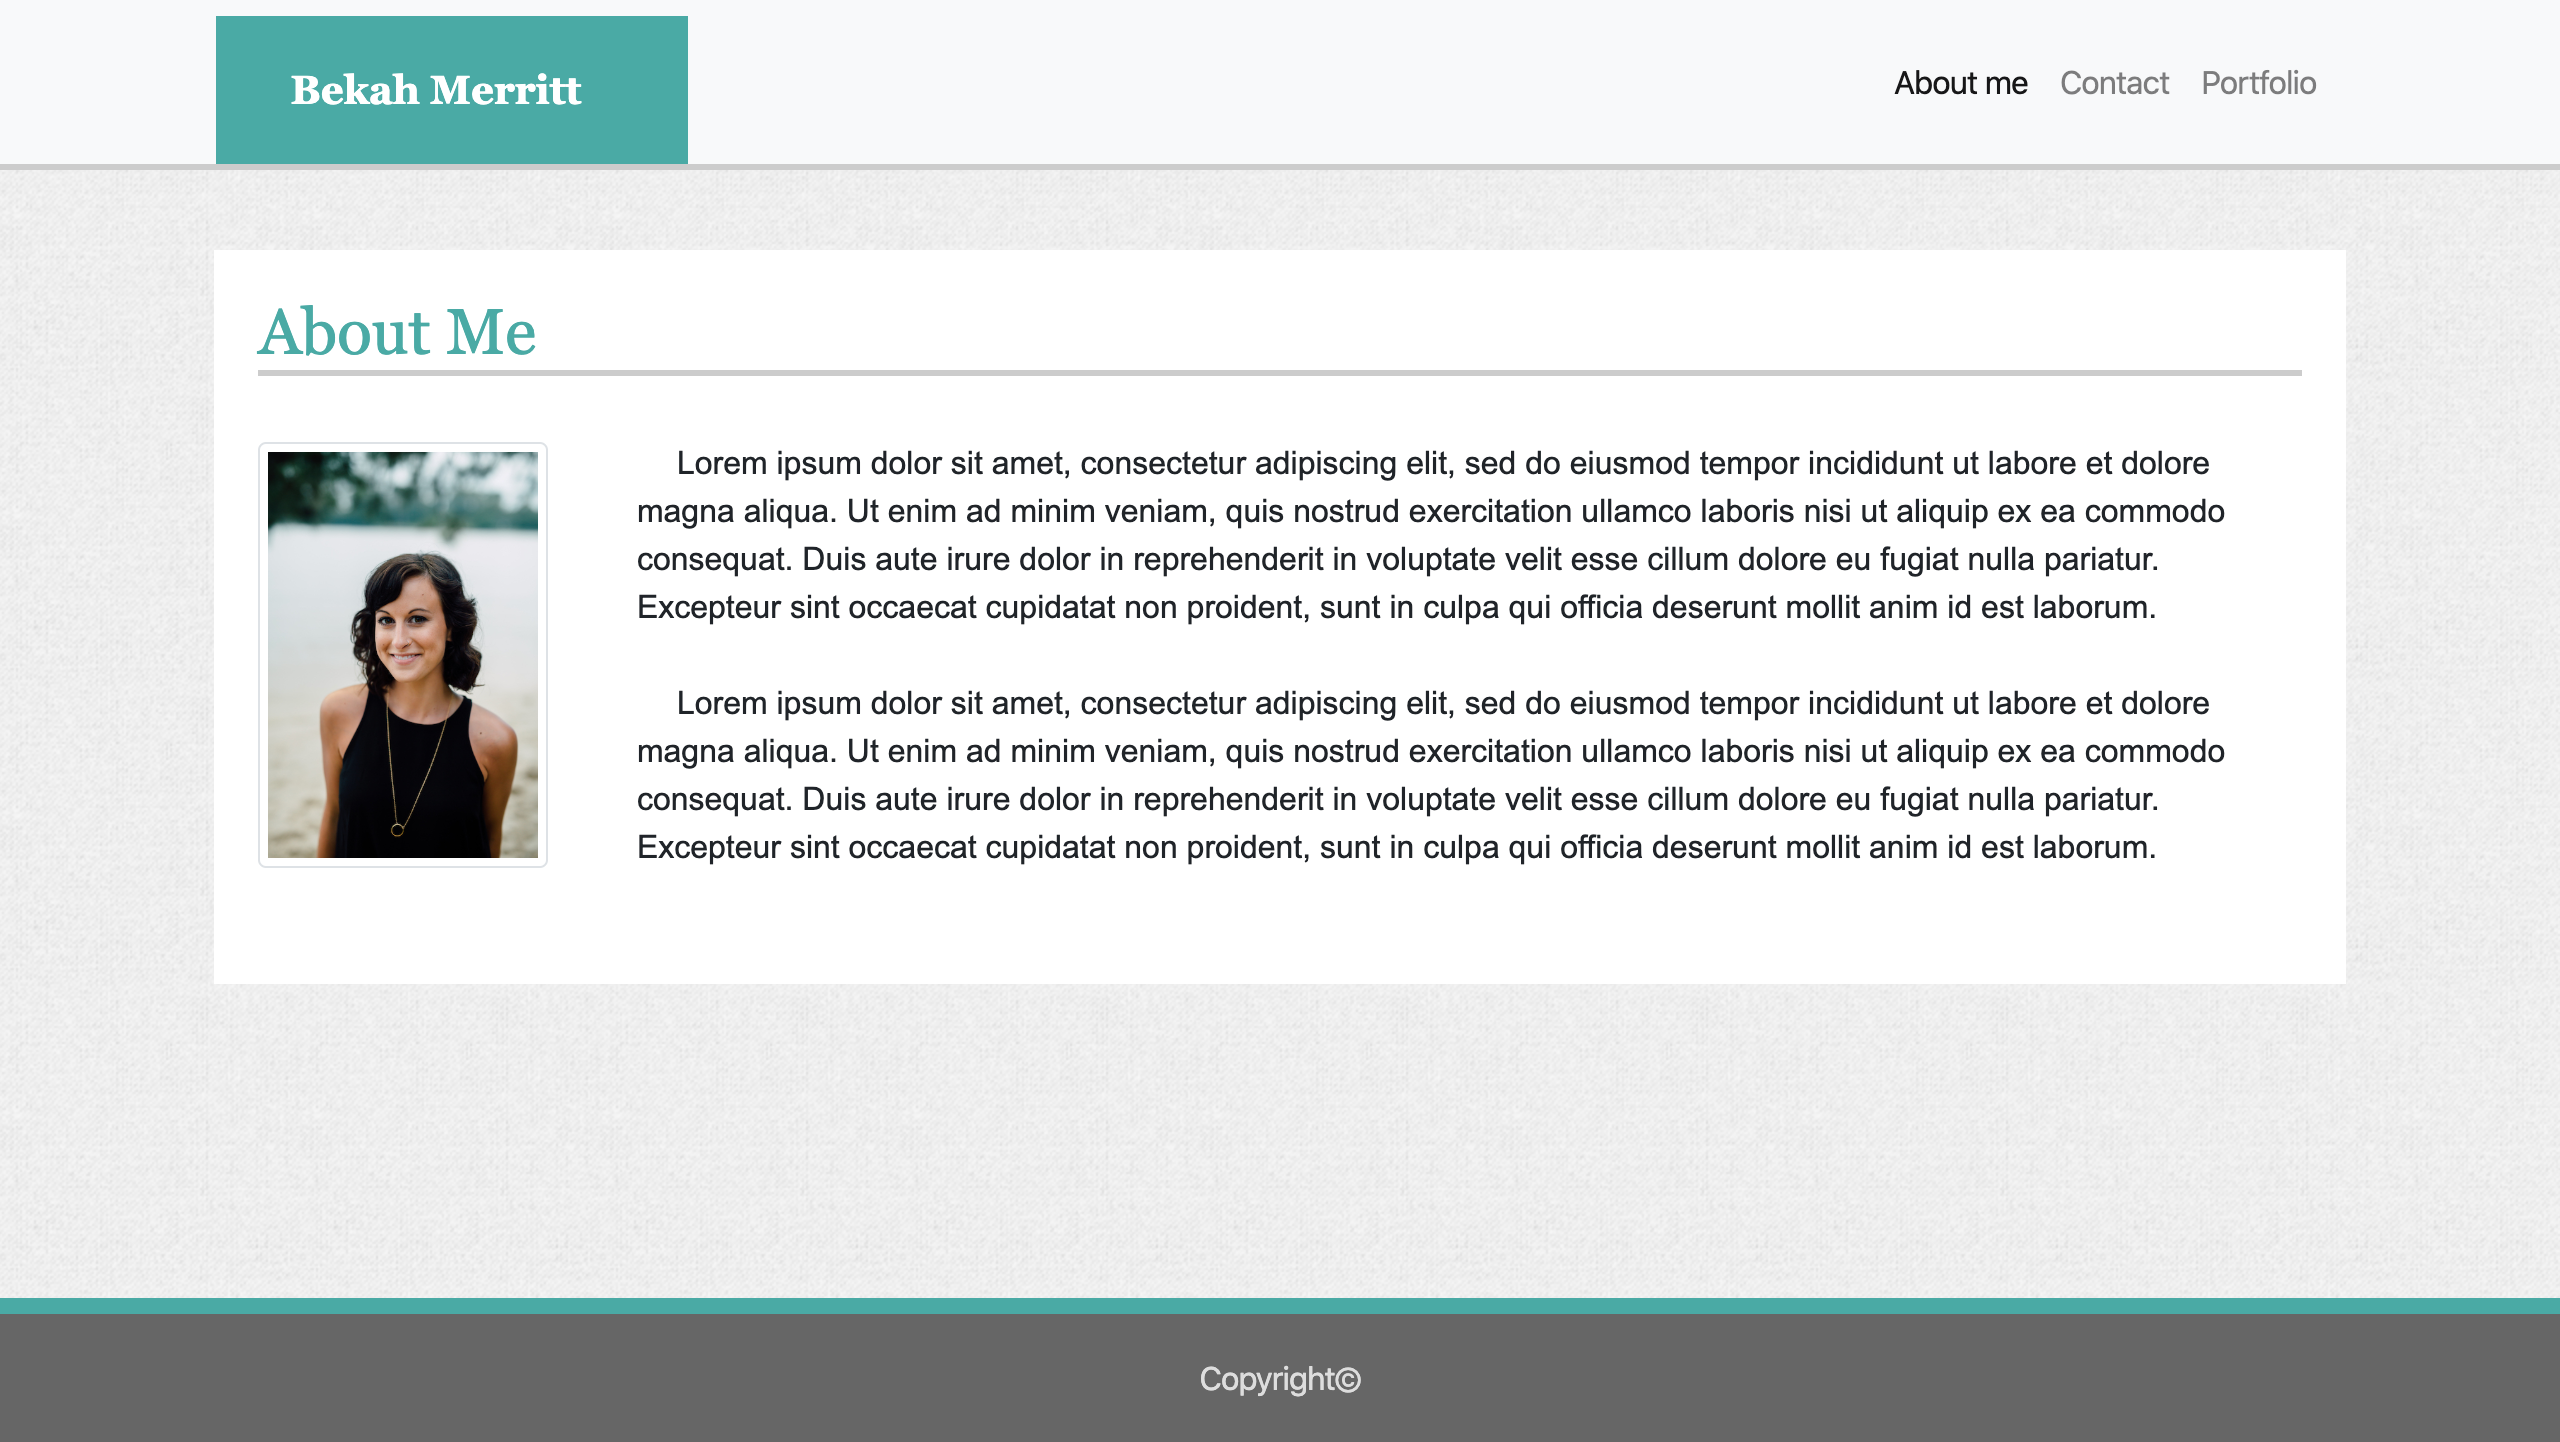 Bekah Merritt
About me Contact Portfolio
About Me
Lorem ipsum dolor sit amet, consectetur adipiscing elit, sed do eiusmod tempor incididunt ut labore et dolore
magna aliqua. Ut enim ad minim veniam, quis nostrud exercitation ullamco laboris nisi ut aliquip ex ea commodo
consequat. Duis aute irure dolor in reprehenderit in voluptate velit esse cillum dolore eu fugiat nulla pariatur.
Excepteur sint occaecat cupidatat non proident, sunt in culpa qui officia deserunt mollit anim id est laborum.
Lorem ipsum dolor sit amet, consectetur adipiscing elit, sed do eiusmod tempor incididunt ut labore et dolore
magna aliqua. Ut enim ad minim veniam, quis nostrud exercitation ullamco laboris nisi ut aliquip ex ea commodo
consequat. Duis aute irure dolor in reprehenderit in voluptate velit esse cillum dolore eu fugiat nulla pariatur.
Excepteur sint occaecat cupidatat non proident, sunt in culpa qui officia deserunt mollit anim id est laborum.
Copyright©